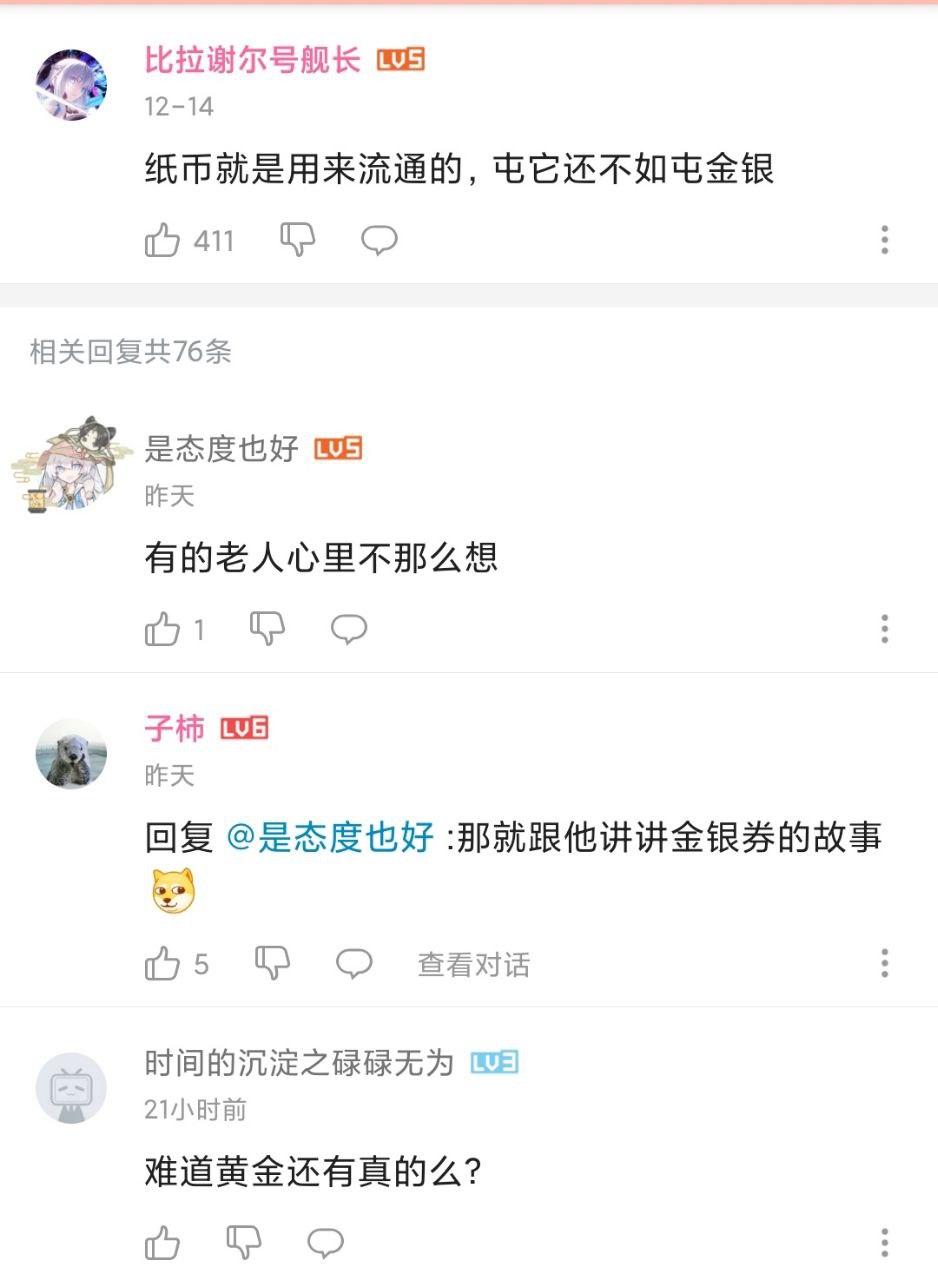 比拉谢尔号舰长 LV5
12-14
纸币就是用来流通的，屯它还不如屯金银
411
相关回复共76条
是态度也好 LV5
昨天
有的老人心里不那么想
1
子柿 LV6
昨天
回复 @是态度也好 :那就跟他讲讲金银券的故事
5 查看对话
时间的沉淀之碌碌无为 LV3
21小时前
难道黄金还有真的么？